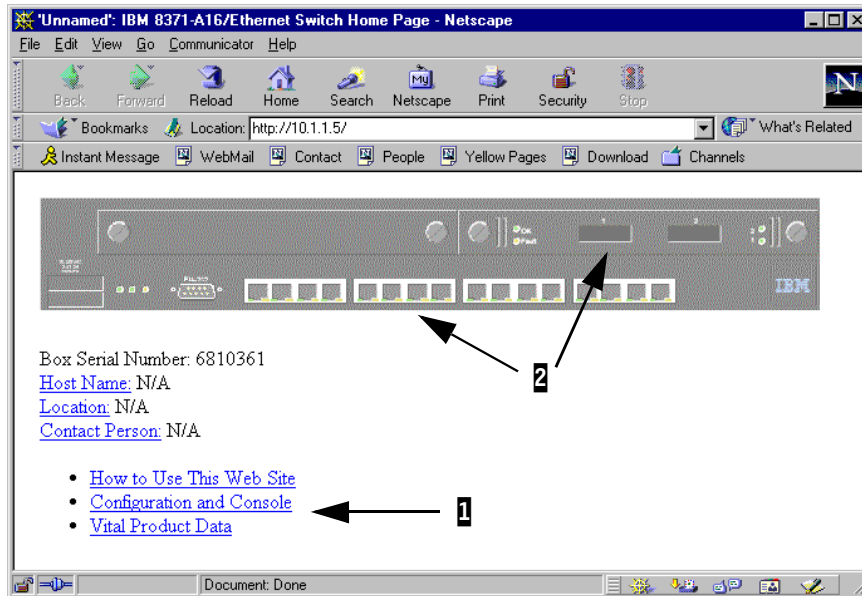 'Unnamed': IBM 8371-A16/Ethernet Switch Home Page - Netscape
File Edit View Go Communicator Help
My
N
Back Forward Reload Home Search Netscape Print Security Stop
Bookmarks Location: http://10.1.1.5/ What's Related
Instant Message WebMail Contact People Yellow Pages Download Channels
1 2
OK
Fault
2
1
IBM
2
Box Serial Number: 6810361
Host Name: N/A
Location: N/A
Contact Person: N/A
• How to Use This Web Site
• Configuration and Console
1
• Vital Product Data
Document: Done